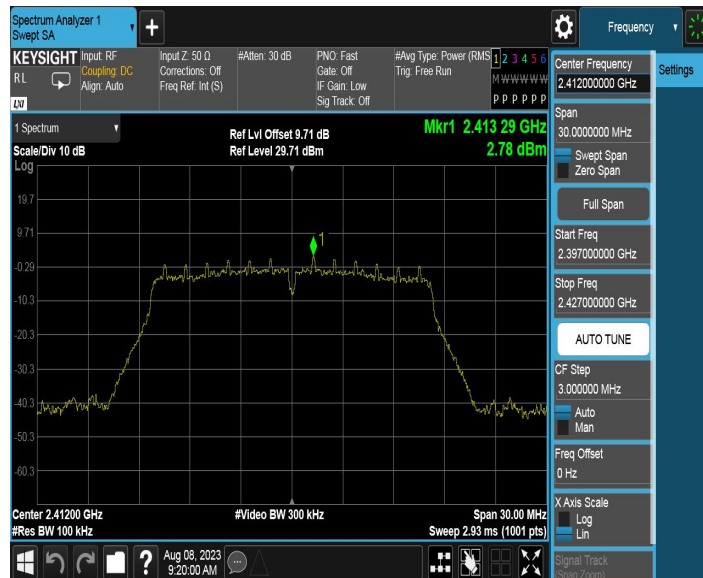 Spectrum Analyzer 1
Swept SA
+
Frequency
KEYSIGHT
RL
LXI
Input: RF
Coupling: DC
Align: Auto
Input Z: 50 Ω
Corrections: Off
Freq Ref: Int (S)
#Atten: 30 dB
PNO: Fast
Gate: Off
IF Gain: Low
Sig Track: Off
#Avg Type: Power (RMS
Trig: Free Run
1 2 3 4 5 6
M W W W W W
P P P P P P
Center Frequency
2.412000000 GHz
Settings
Span
30.0000000 MHz
Swept Span
Zero Span
Full Span
Start Freq
2.397000000 GHz
Stop Freq
2.427000000 GHz
AUTO TUNE
CF Step
3.000000 MHz
Auto
Man
Freq Offset
0 Hz
X Axis Scale
Log
Lin
Signal Track
(Span Zoom)
1 Spectrum
Scale/Div 10 dB
Log
Ref Lvl Offset 9.71 dB
Ref Level 29.71 dBm
Mkr1 2.413 29 GHz
2.78 dBm
19.7
9.71
-0.29
-10.3
-20.3
-30.3
-40.3
-50.3
-60.3
1
Center 2.41200 GHz
#Res BW 100 kHz
#Video BW 300 kHz
Span 30.00 MHz
Sweep 2.93 ms (1001 pts)
?
Aug 08, 2023
9:20:00 AM